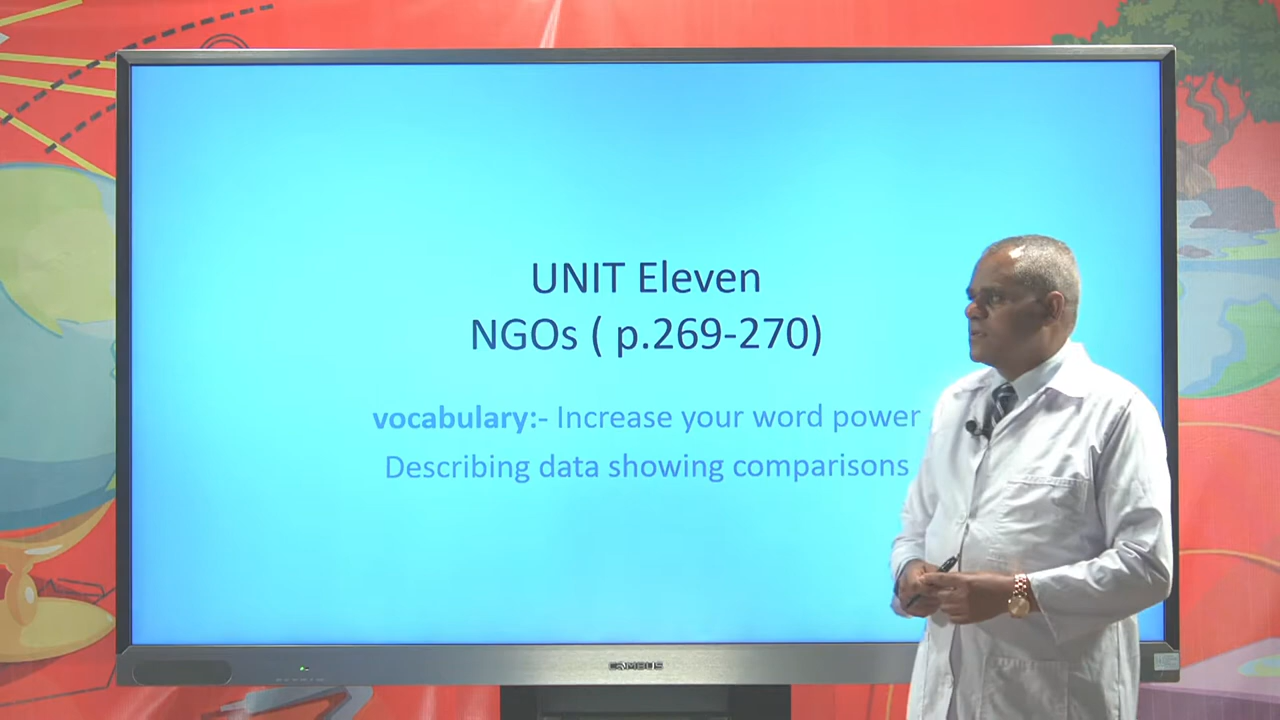 UNIT Eleven
NGOs ( p.269-270)
vocabulary:- Increase your word power
Describing data showing comparisons